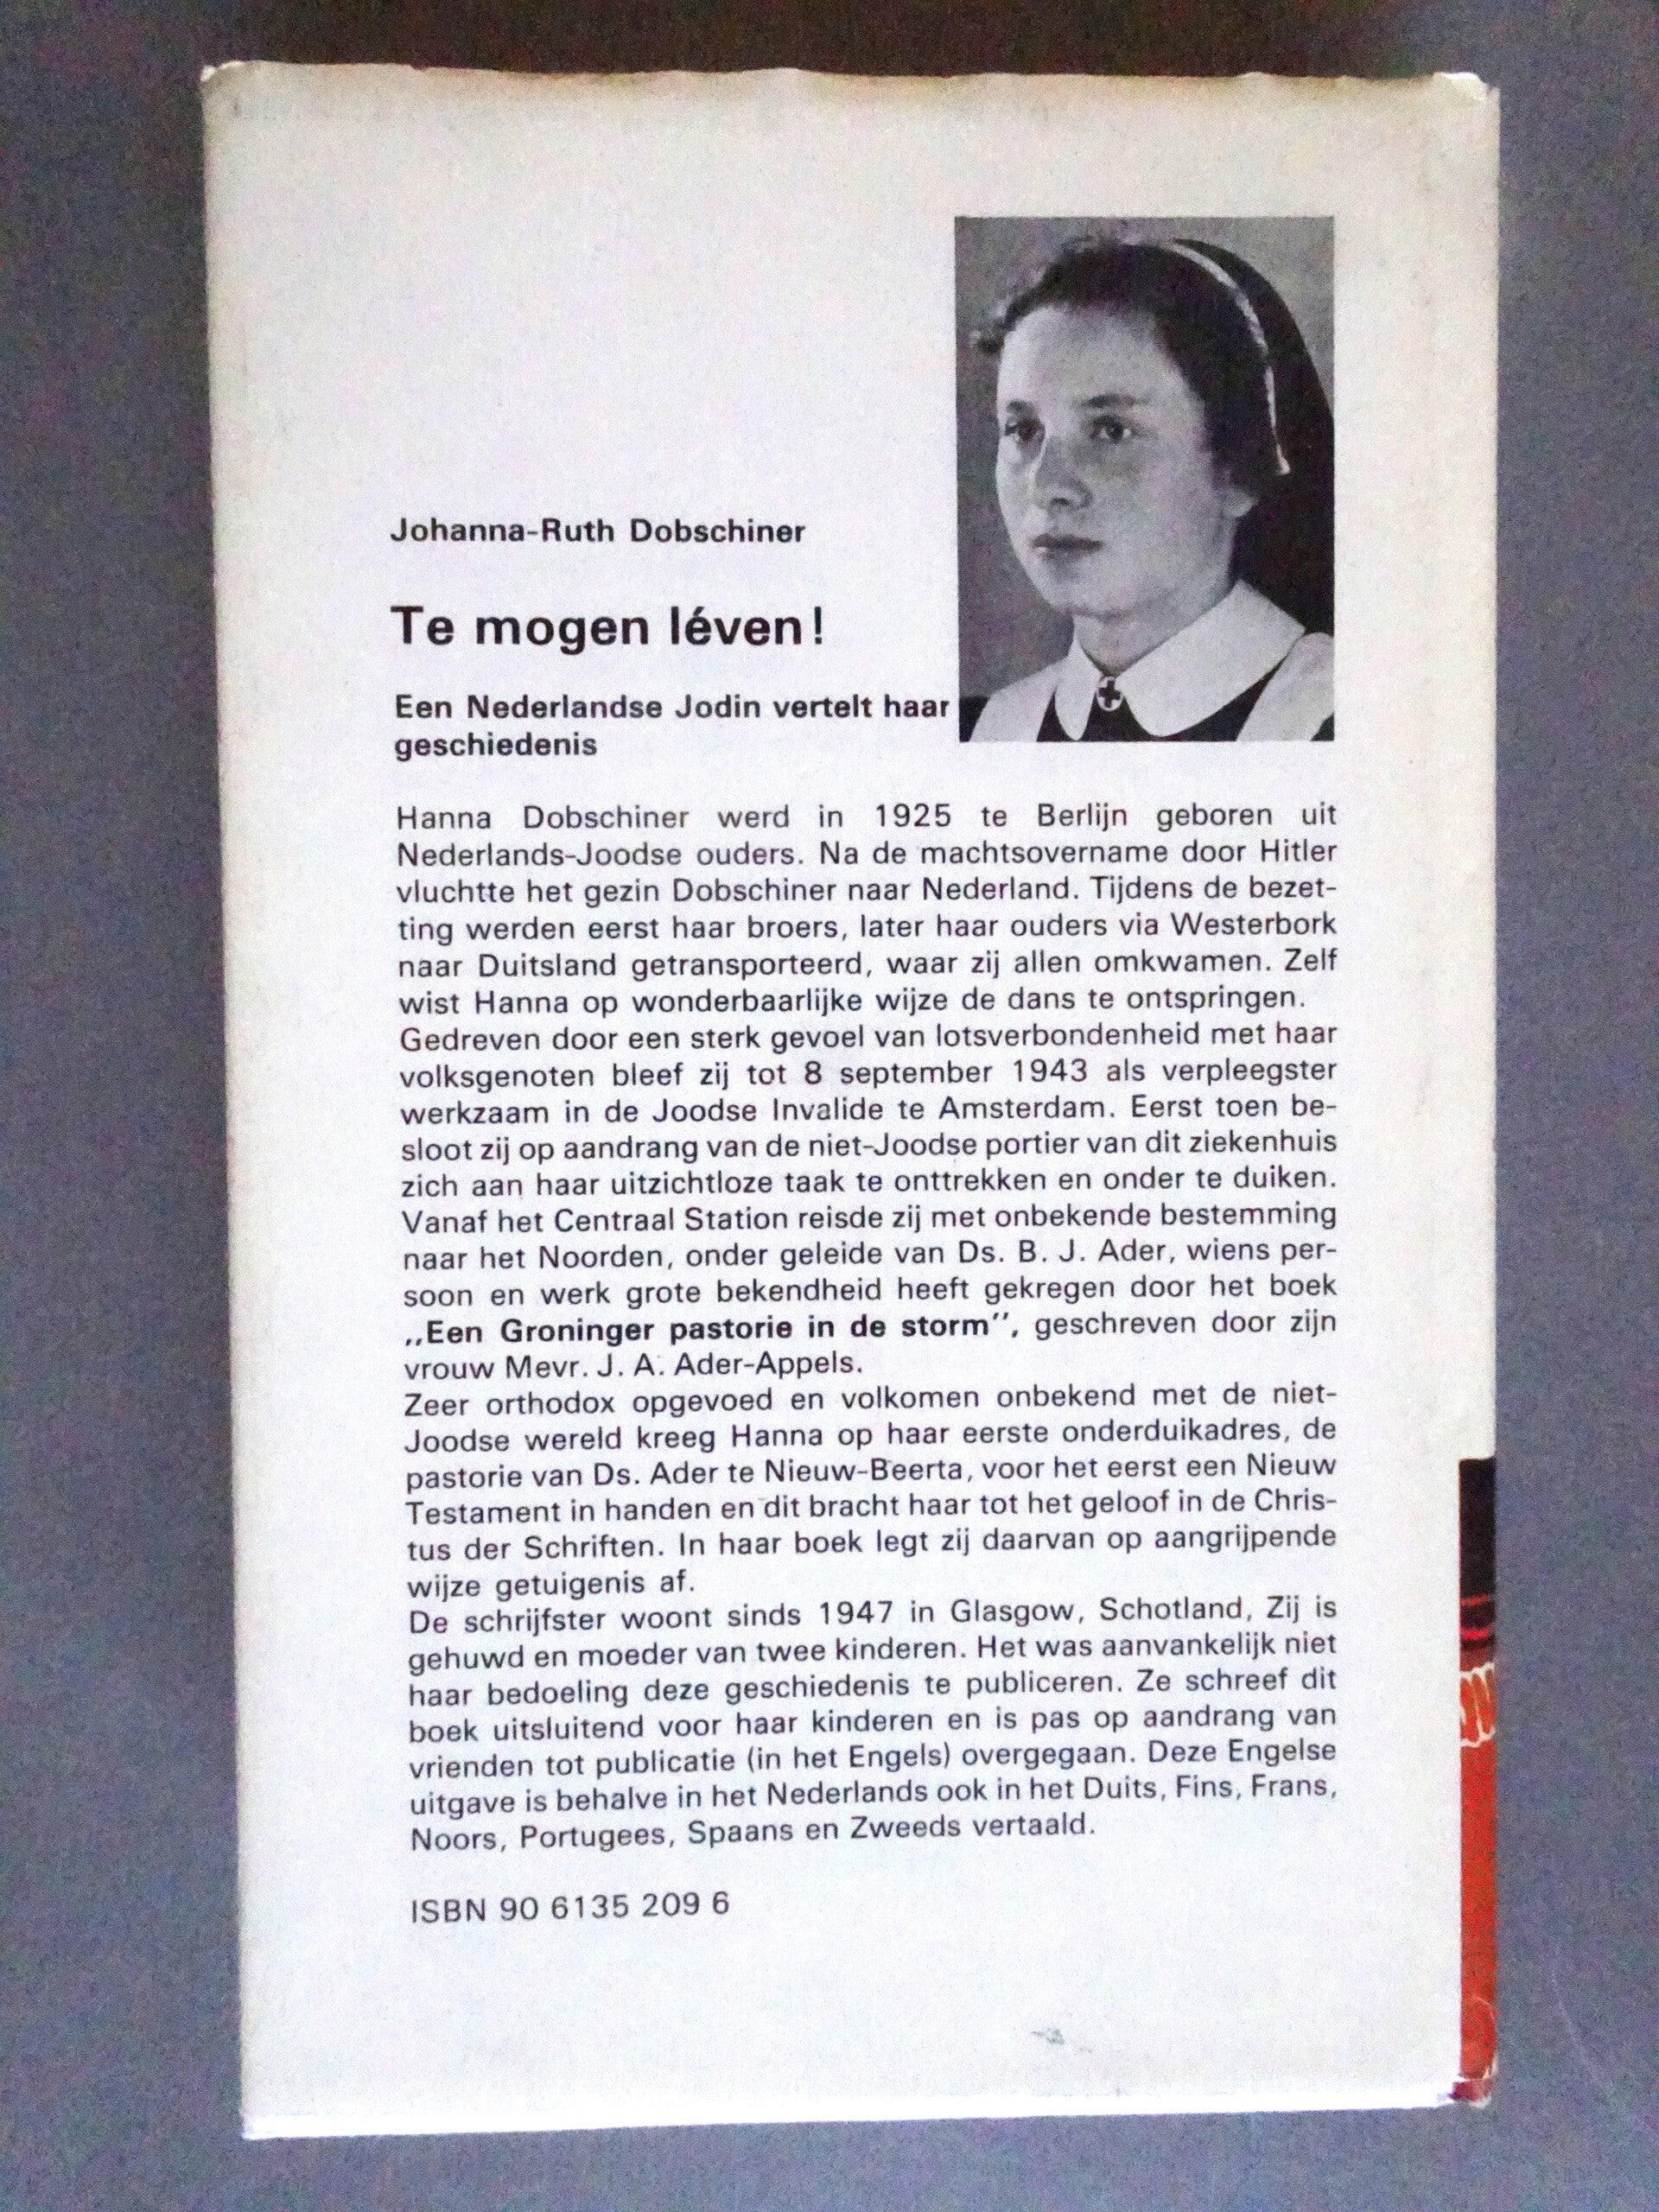 Johanna-Ruth Dobschiner
Te mogen léven!
Een Nederlandse Jodin vertelt haar
geschiedenis
Hanna Dobschiner werd in 1925 te Berlijn geboren uit
Nederlands-Joodse ouders. Na de machtsovername door Hitler
vluchtte het gezin Dobschiner naar Nederland. Tijdens de bezet-
ting werden eerst haar broers, later haar ouders via Westerbork
naar Duitsland getransporteerd, waar zij allen omkwamen. Zelf
wist Hanna op wonderbaarlijke wijze de dans te ontspringen.
Gedreven door een sterk gevoel van lotsverbondenheid met haar
volksgenoten bleef zij tot 8 september 1943 als verpleegster
werkzaam in de Joodse Invalide te Amsterdam. Eerst toen be-
sloot zij op aandrang van de niet-Joodse portier van dit ziekenhuis
zich aan haar uitzichtloze taak te onttrekken en onder te duiken.
Vanaf het Centraal Station reisde zij met onbekende bestemming
naar het Noorden, onder geleide van Ds. B. J. Ader, wiens per-
soon en werk grote bekendheid heeft gekregen door het boek
„Een Groninger pastorie in de storm”, geschreven door zijn
vrouw Mevr. J. A. Ader-Appels.
Zeer orthodox opgevoed en volkomen onbekend met de niet-
Joodse wereld kreeg Hanna op haar eerste onderduikadres, de
pastorie van Ds. Ader te Nieuw-Beerta, voor het eerst een Nieuw
Testament in handen en dit bracht haar tot het geloof in de Chris-
tus der Schriften. In haar boek legt zij daarvan op aangrijpende
wijze getuigenis af.
De schrijfster woont sinds 1947 in Glasgow, Schotland, Zij is
gehuwd en moeder van twee kinderen. Het was aanvankelijk niet
haar bedoeling deze geschiedenis te publiceren. Ze schreef dit
boek uitsluitend voor haar kinderen en is pas op aandrang van
vrienden tot publicatie (in het Engels) overgegaan. Deze Engelse
uitgave is behalve in het Nederlands ook in het Duits, Fins, Frans,
Noors, Portugees, Spaans en Zweeds vertaald.
ISBN 90 6135 209 6